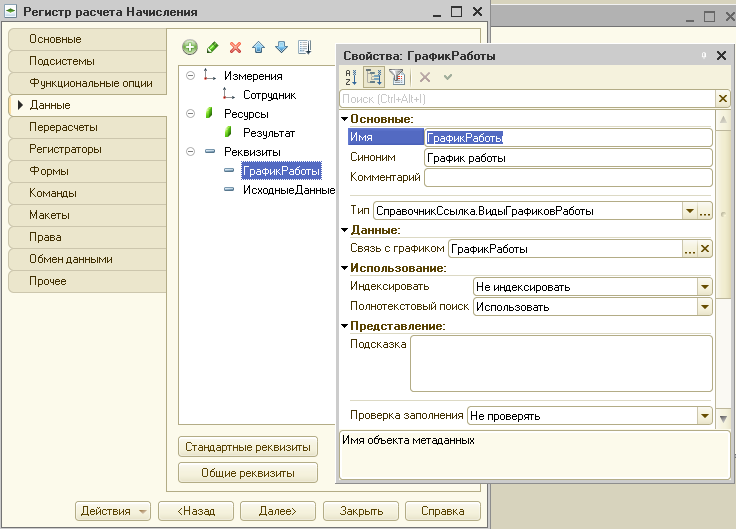 Регистр расчета Начисления
Основные
Подсистемы
Функциональные опции
Данные
Перерасчеты
Регистраторы
Формы
Команды
Макеты
Права
Обмен данными
Прочее
Измерения
Сотрудник
Ресурсы
Результат
Реквизиты
ГрафикРаботы
ИсходныеДанные
Стандартные реквизиты
Общие реквизиты
Действия
<Назад
Далее>
Закрыть
Справка
Свойства: ГрафикРаботы
Поиск (Ctrl+Alt+I)
Основные:
Имя ГрафикРаботы
Синоним График работы
Комментарий
Тип СправочникСсылка.ВидыГрафиковРаботы
Данные:
Связь с графиком ГрафикРаботы
Использование:
Индексировать Не индексировать
Полнотекстовый поиск Использовать
Представление:
Подсказка
Проверка заполнения Не проверять
Имя объекта метаданных